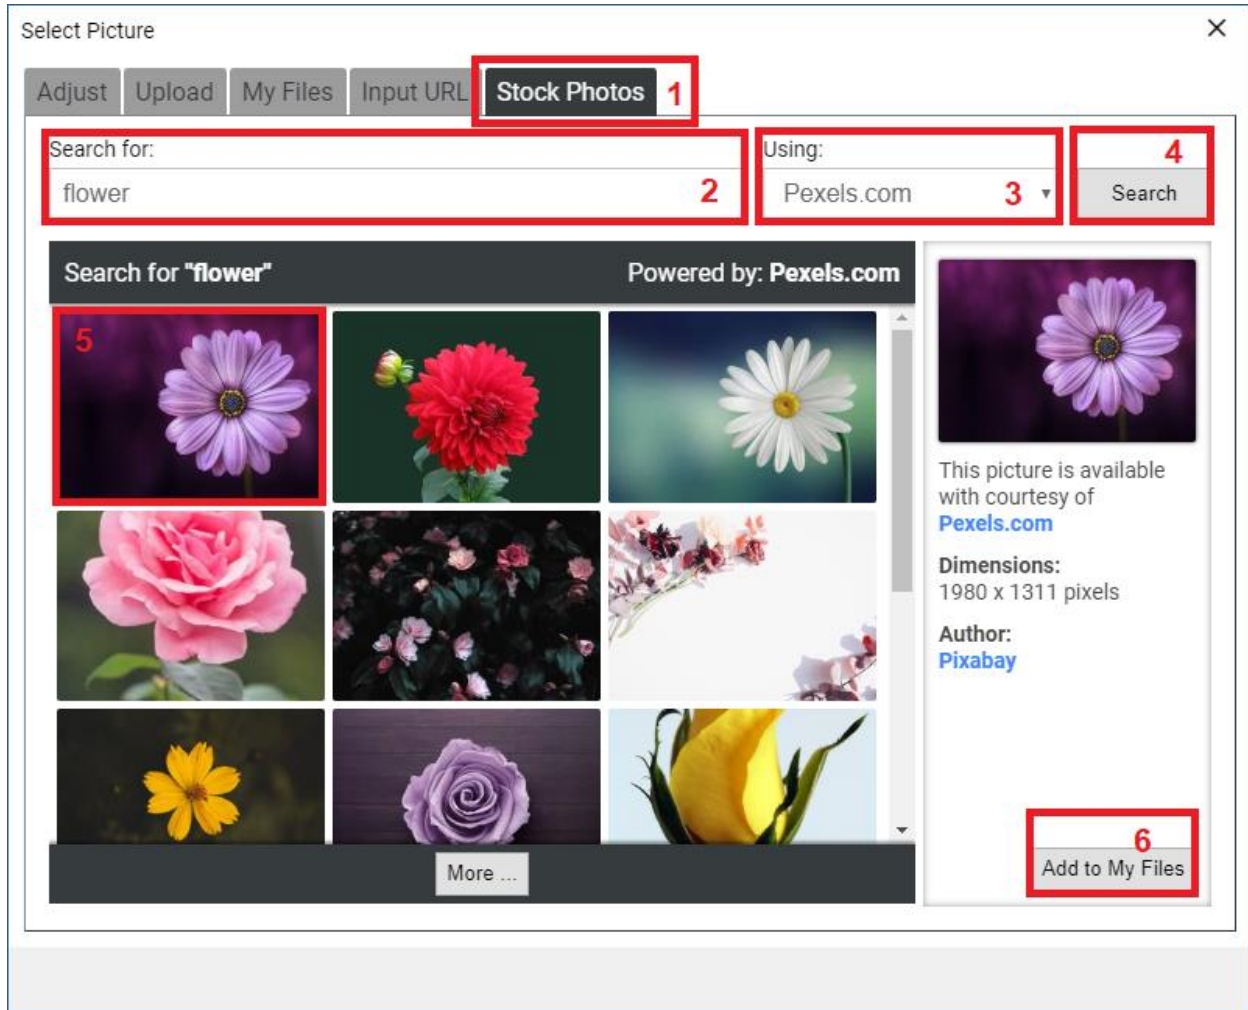 Select Picture
Adjust Upload My Files Input URL Stock Photos 1
Search for: Using: 4
flower 2 Pexels.com 3 Search
Search for "flower" Powered by: Pexels.com
5
This picture is available
with courtesy of
Pexels.com
Dimensions:
1980 x 1311 pixels
Author:
Pixabay
6
More ... Add to My Files